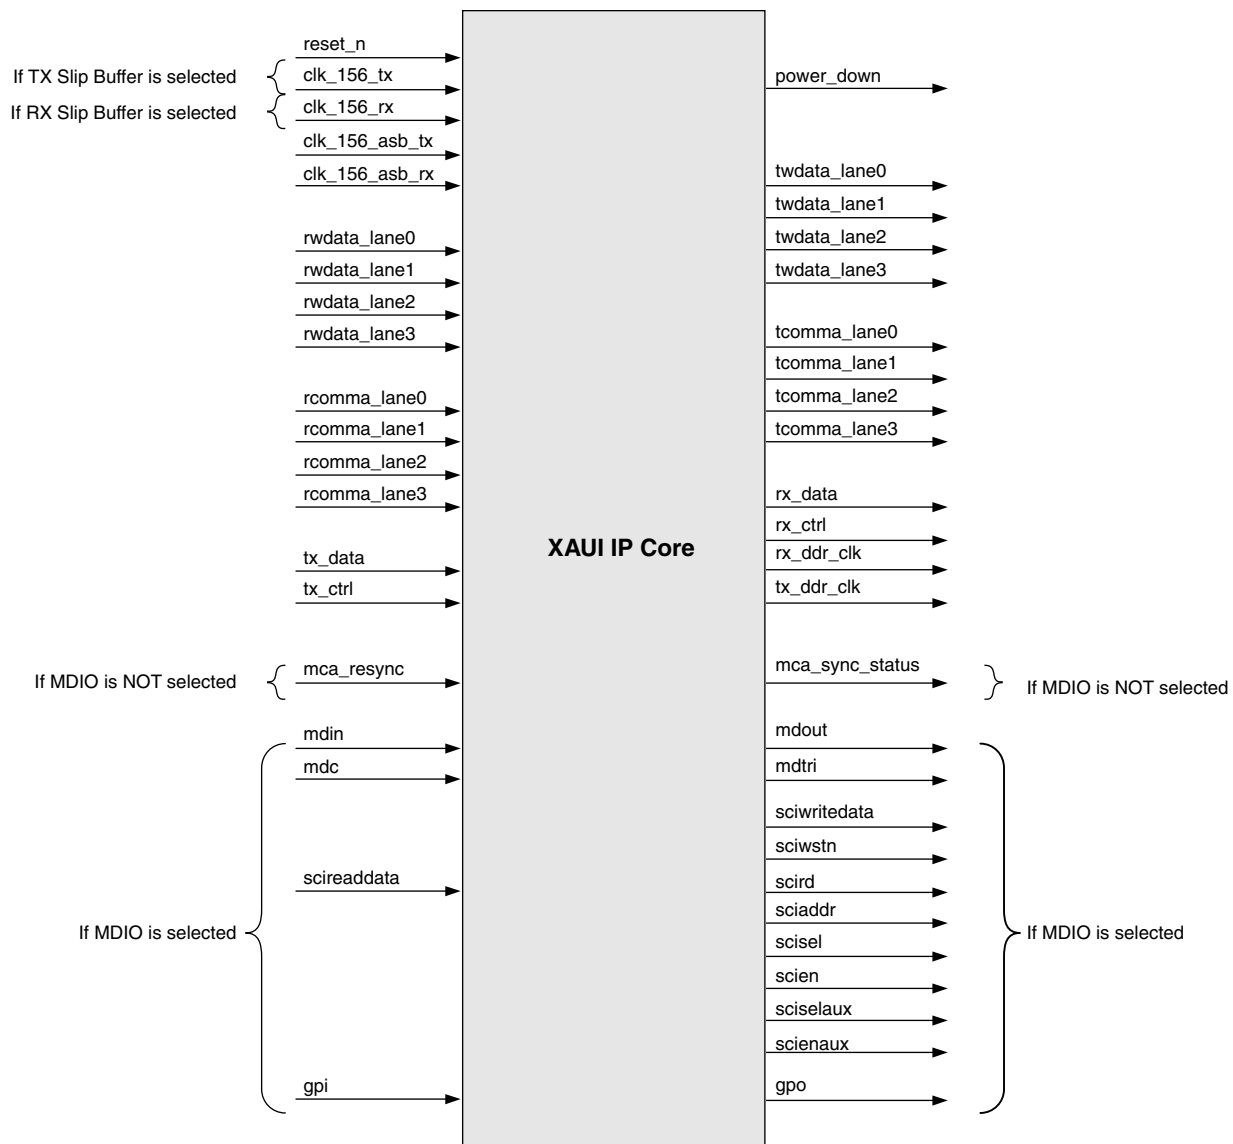 reset_n
If TX Slip Buffer is selected
clk_156_tx
power_down
If RX Slip Buffer is selected
clk_156_rx
clk_156_asb_tx
clk_156_asb_rx
twdata_lane0
twdata_lane1
rwdata_lane0
twdata_lane2
rwdata_lane1
twdata_lane3
rwdata_lane2
rwdata_lane3
tcomma_lane0
tcomma_lane1
rcomma_lane0
tcomma_lane2
rcomma_lane1
tcomma_lane3
rcomma_lane2
rcomma_lane3
rx_data
rx_ctrl
XAUI IP Core
rx_ddr_clk
tx_data
tx_ddr_clk
tx_ctrl
mca_resync
mca_sync_status
If MDIO is NOT selected
If MDIO is NOT selected
mdin
mdout
mdc
mdtri
sciwritedata
sciwstn
scireaddata
scird
sciaddr
If MDIO is selected
If MDIO is selected
scisel
scien
sciselaux
scienaux
gpi
gpo